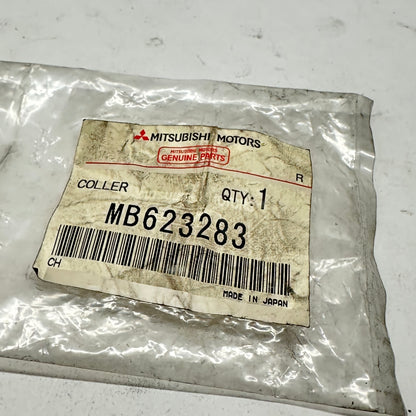 MITSUBISHI MOTORS
MITSUBISHI MOTORS
GENUINE PARTS
R
COLLER QTY:1
MB623283
CH
MADE IN JAPAN